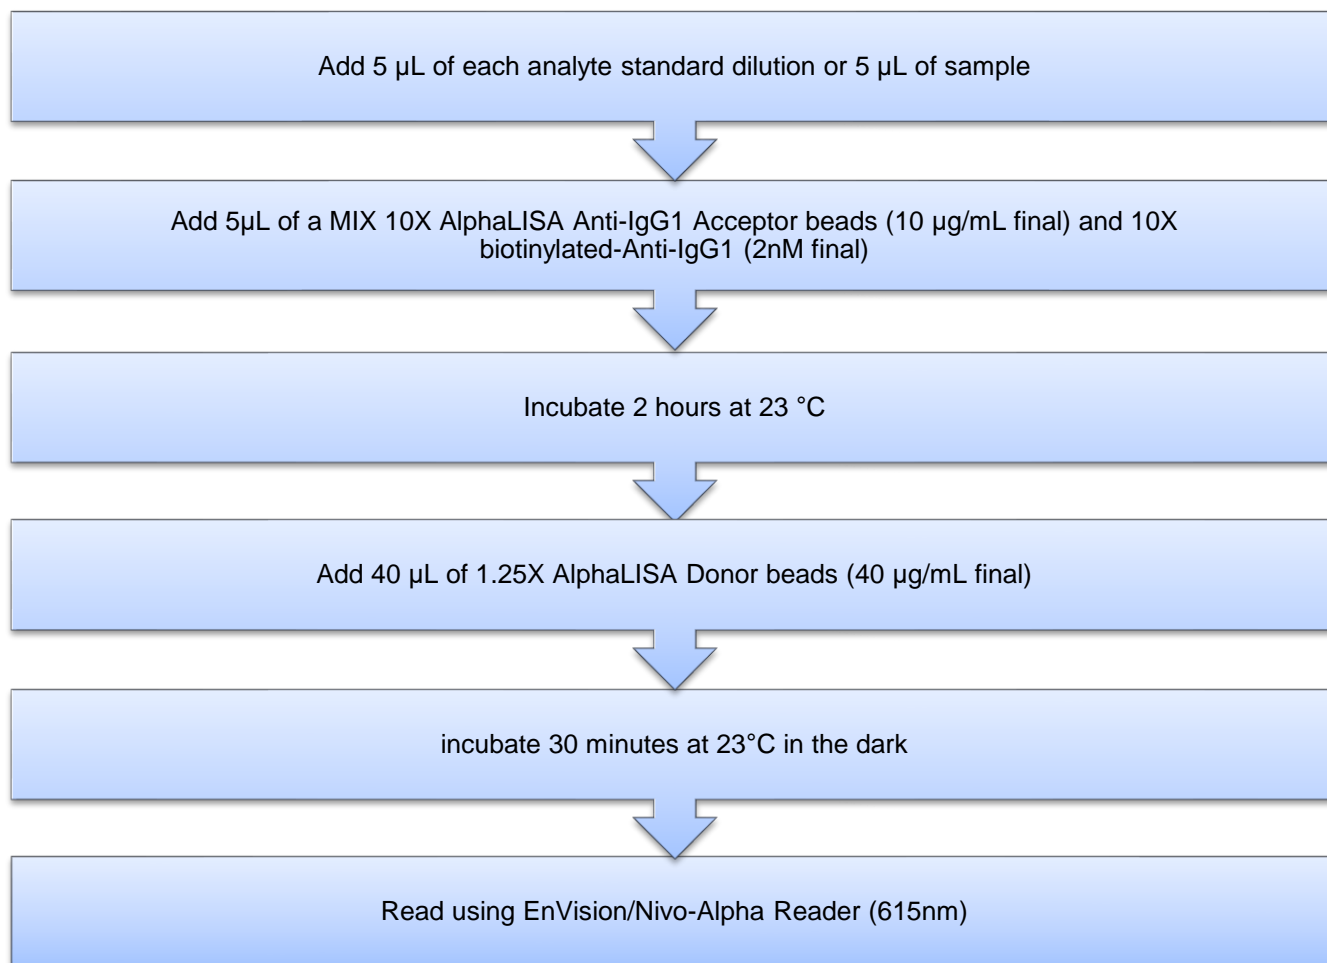 Add 5 µL of each analyte standard dilution or 5 µL of sample
Add 5µL of a MIX 10X AlphaLISA Anti-IgG1 Acceptor beads (10 µg/mL final) and 10X
biotinylated-Anti-IgG1 (2nM final)
Incubate 2 hours at 23 °C
Add 40 µL of 1.25X AlphaLISA Donor beads (40 µg/mL final)
incubate 30 minutes at 23°C in the dark
Read using EnVision/Nivo-Alpha Reader (615nm)